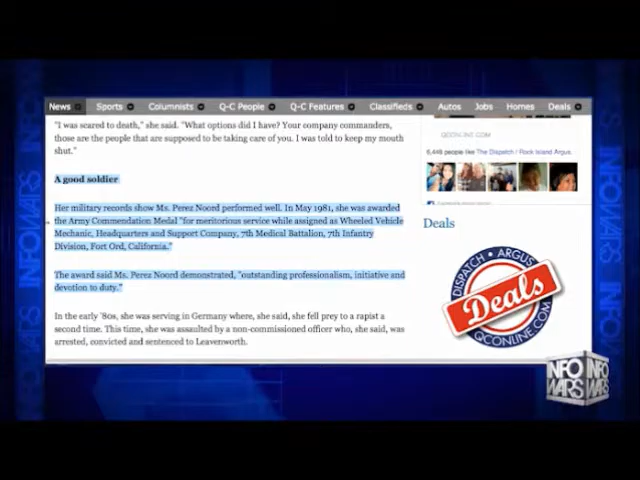 News Sports Columnists Q-C People Q-C Features Classifieds Autos Jobs Homes Deals
"I was scared to death," she said. "What options did I have? Your company commanders,
those are the people that are supposed to be taking care of you. I was told to keep my mouth
shut."
A good soldier
Her military records show Ms. Perez Noord performed well. In May 1981, she was awarded
the Army Commendation Medal "for meritorious service while assigned as Wheeled Vehicle
Mechanic, Headquarters and Support Company, 7th Medical Battalion, 7th Infantry
Division, Fort Ord, California."
The award said Ms. Perez Noord demonstrated, "outstanding professionalism, initiative and
devotion to duty."
In the early '80s, she was serving in Germany where, she said, she fell prey to a rapist a
second time. This time, she was assaulted by a non-commissioned officer who, she said, was
arrested, convicted and sentenced to Leavenworth.
QCONLINE.COM
6,446 people like The Dispatch / Rock Island Argus.
Deals
DISPATCH • ARGUS
Deals
QCONLINE.COM
INFO INFO
WARS WARS
INFOWARS